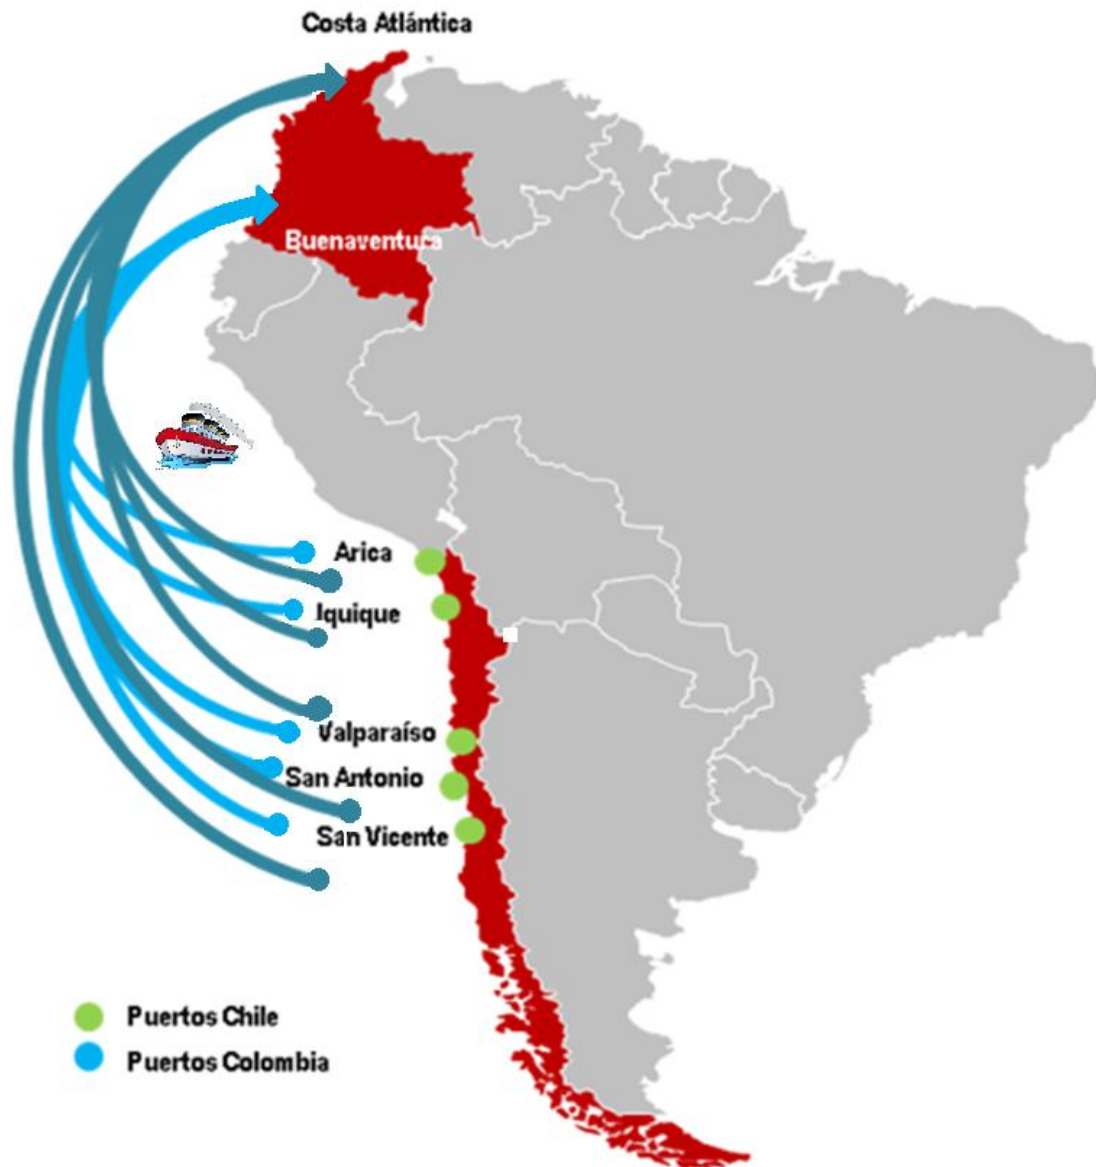 Costa Atlántica
Buenaventura
Arica
Iquique
Valparaíso
San Antonio
San Vicente
Puertos Chile
Puertos Colombia